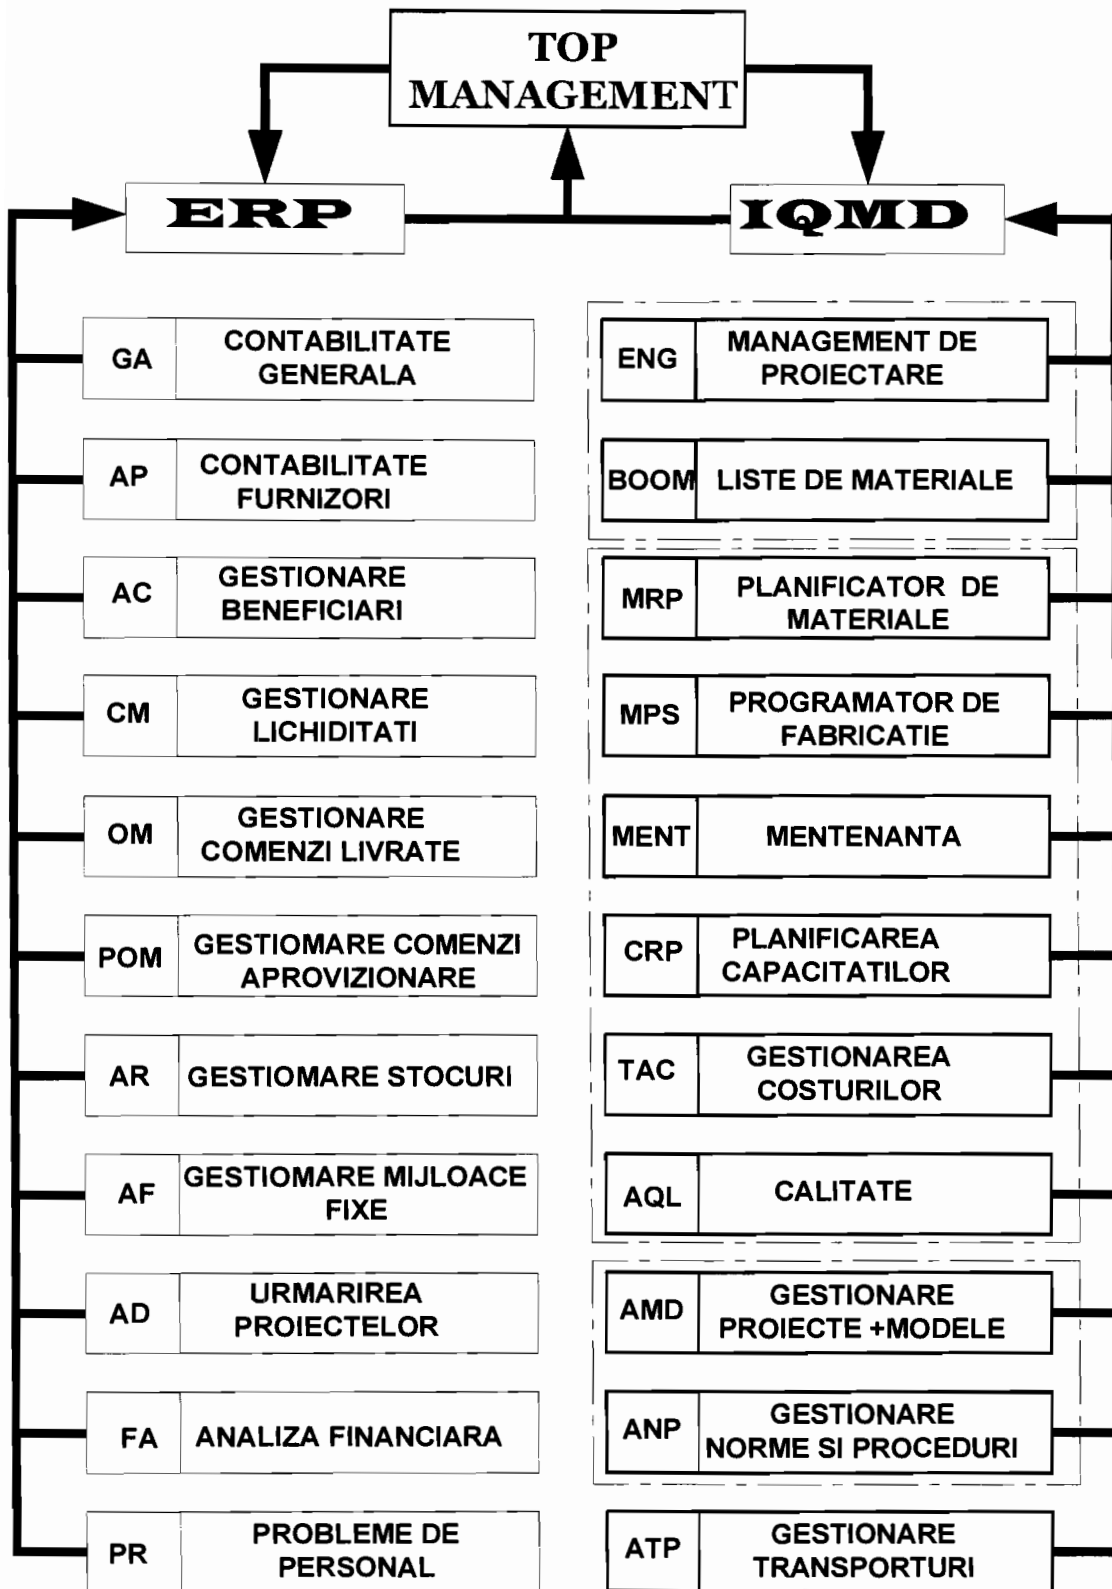 TOP
MANAGEMENT
ERP
IQMD
GA
CONTABILITATE
GENERALA
AP
CONTABILITATE
FURNIZORI
AC
GESTIONARE
BENEFICIARI
CM
GESTIONARE
LICHIDITATI
OM
GESTIONARE
COMENZI LIVRATE
POM
GESTIOMARE COMENZI
APROVIZIONARE
AR
GESTIOMARE STOCURI
AF
GESTIOMARE MIJLOACE
FIXE
AD
URMARIREA
PROIECTELOR
FA
ANALIZA FINANCIARA
PR
PROBLEME DE
PERSONAL
ENG
MANAGEMENT DE
PROIECTARE
BOOM
LISTE DE MATERIALE
MRP
PLANIFICATOR DE
MATERIALE
MPS
PROGRAMATOR DE
FABRICATIE
MENT
MENTENANTA
CRP
PLANIFICAREA
CAPACITATILOR
TAC
GESTIONAREA
COSTURILOR
AQL
CALITATE
AMD
GESTIONARE
PROIECTE +MODELE
ANP
GESTIONARE
NORME SI PROCEDURI
ATP
GESTIONARE
TRANSPORTURI